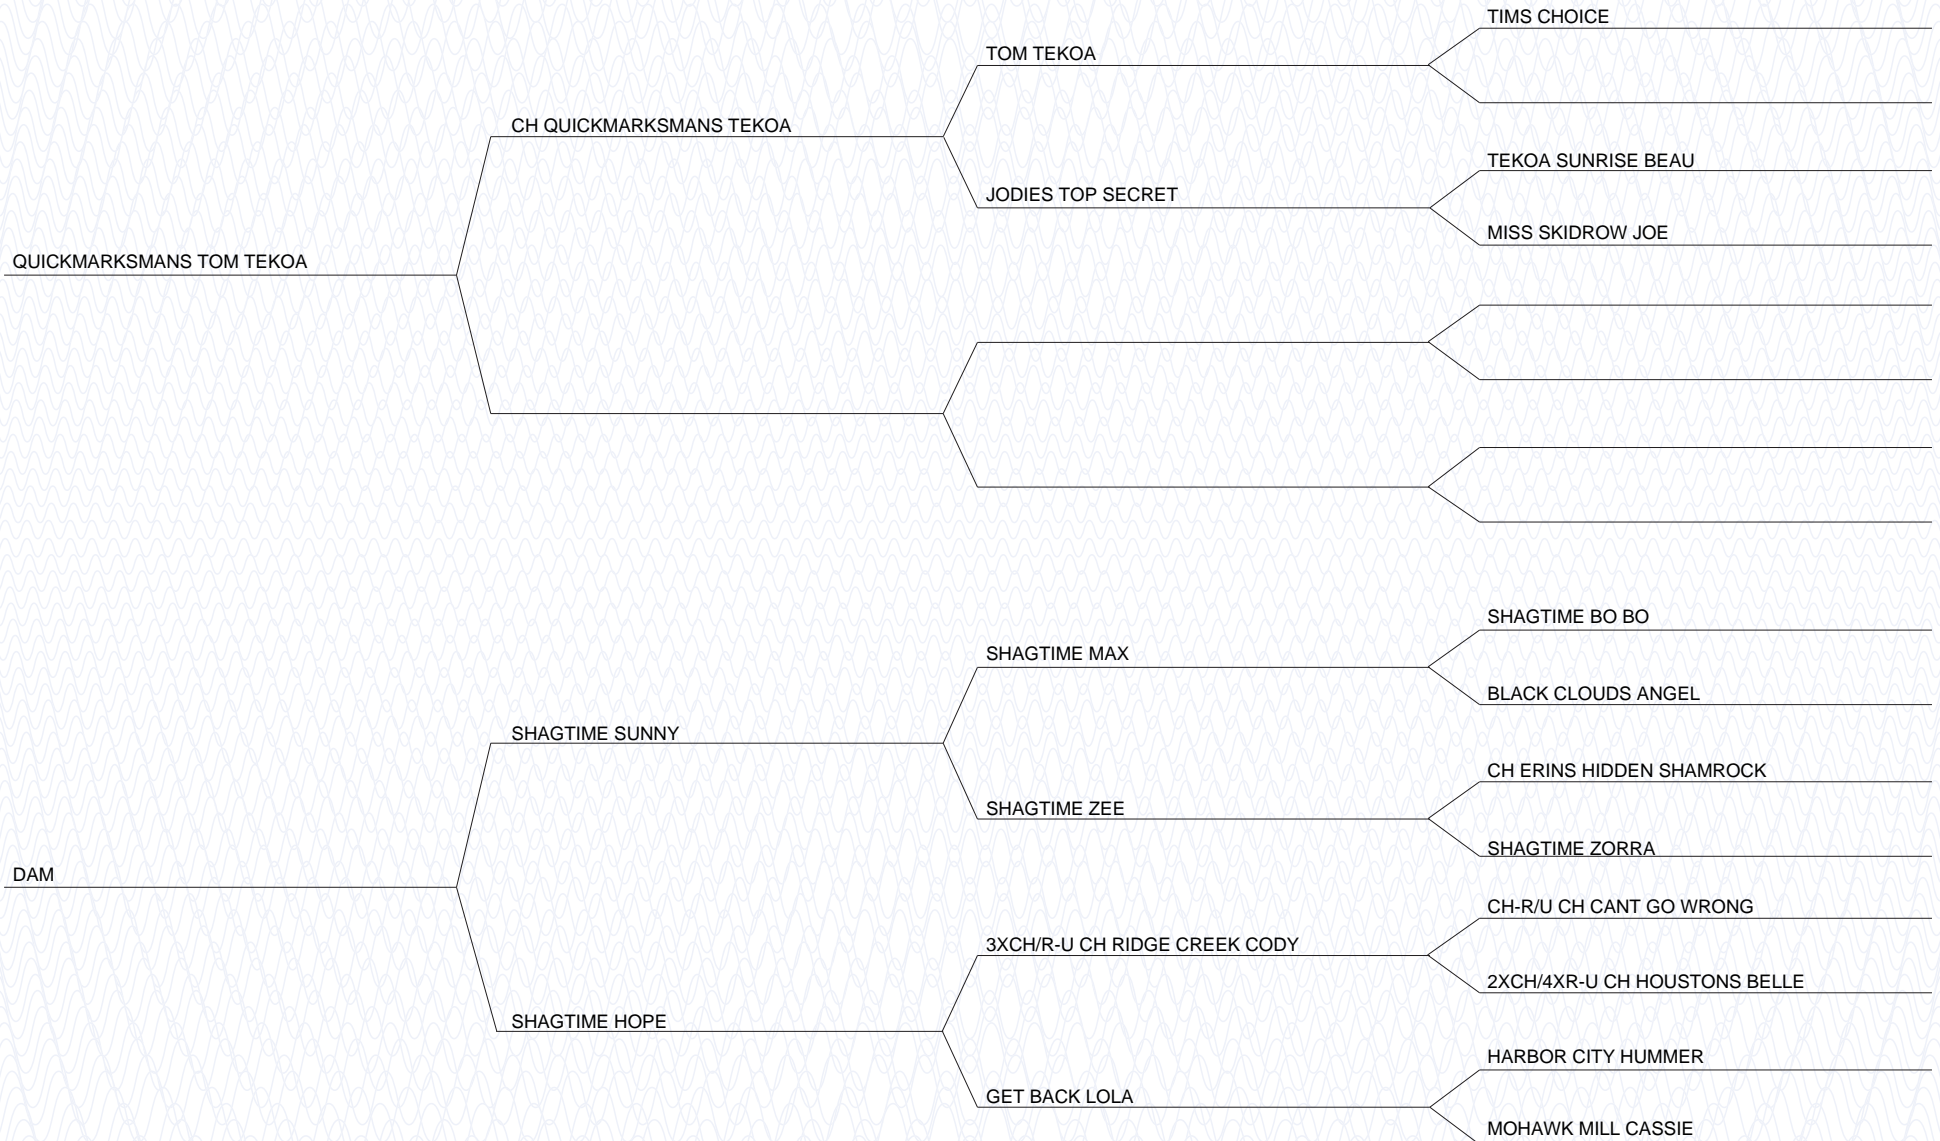 TIMS CHOICE
TOM TEKOA
CH QUICKMARKSMANS TEKOA
TEKOA SUNRISE BEAU
JODIES TOP SECRET
MISS SKIDROW JOE
QUICKMARKSMANS TOM TEKOA
SHAGTIME BO BO
SHAGTIME MAX
BLACK CLOUDS ANGEL
SHAGTIME SUNNY
CH ERINS HIDDEN SHAMROCK
SHAGTIME ZEE
SHAGTIME ZORRA
DAM
CH-R/U CH CANT GO WRONG
3XCH/R-U CH RIDGE CREEK CODY
2XCH/4XR-U CH HOUSTONS BELLE
SHAGTIME HOPE
HARBOR CITY HUMMER
GET BACK LOLA
MOHAWK MILL CASSIE